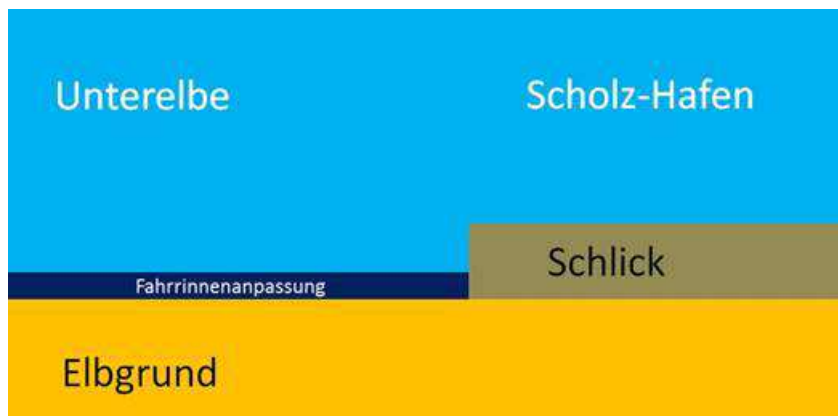 Unterelbe
Scholz-Hafen
Schlick
Fahrrinnenanpassung
Elbgrund